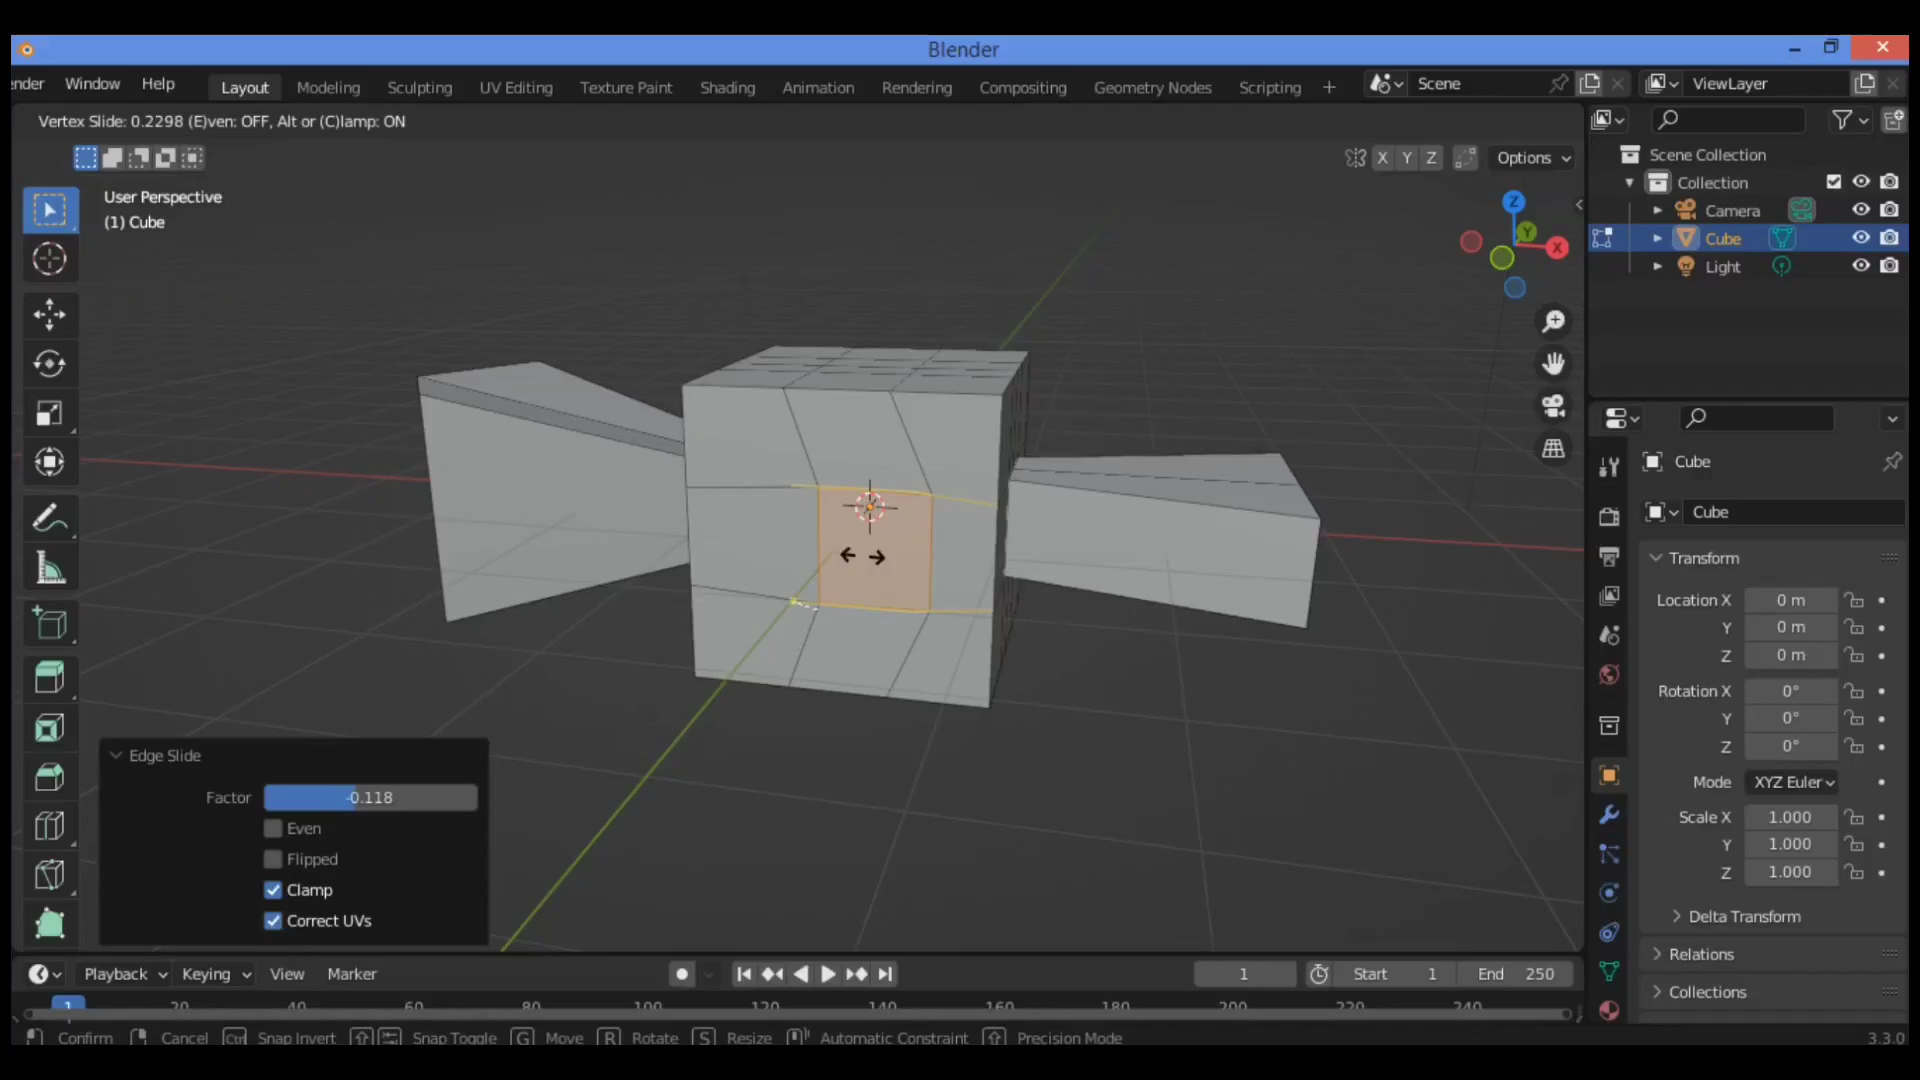 Blender
nder Window Help Layout Modeling Sculpting UV Editing Texture Paint Shading Animation Rendering Compositing Geometry Nodes Scripting + Scene ViewLayer
Vertex Slide: 0.2298 (E)ven: OFF, Alt or (C)lamp: ON
X Y Z Options
User Perspective
(1) Cube
Z
Y
X
Scene Collection
Collection
Camera
Cube
Light
Cube
Cube
Transform
Location X 0 m
Y 0 m
Z 0 m
Rotation X 0°
Y 0°
Z 0°
Mode XYZ Euler
Scale X 1.000
Y 1.000
Z 1.000
Delta Transform
Relations
Collections
Edge Slide
Factor -0.118
Even
Flipped
Clamp
Correct UVs
Playback Keying View Marker 1 Start 1 End 250
1 20 40 60 80 100 120 140 160 180 200 220 240
Confirm Cancel Ctrl Snap Invert Snap Toggle G Move R Rotate S Resize Automatic Constraint Precision Mode 3.3.0